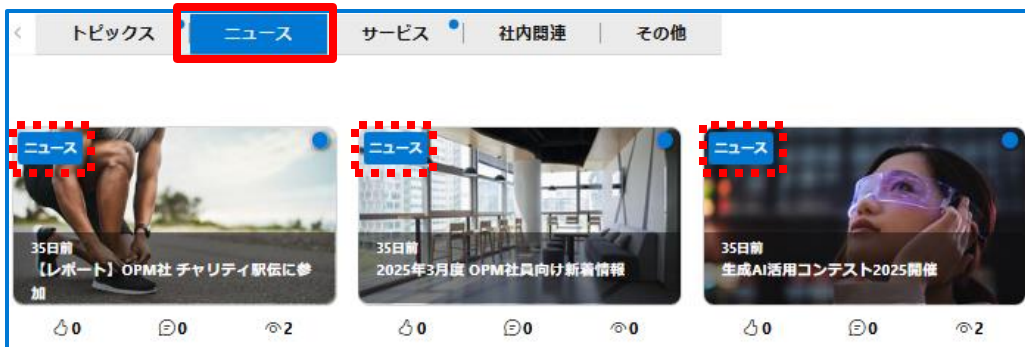 トピックス ニュース サービス 社内関連 その他
ニュース ニュース ニュース
35日前 35日前 35日前
【レポート】OPM社 チャリティ駅伝に参 2025年3月度 OPM社員向け新着情報 生成AI活用コンテスト2025開催
加
0 0 2 0 0 0 0 0 2